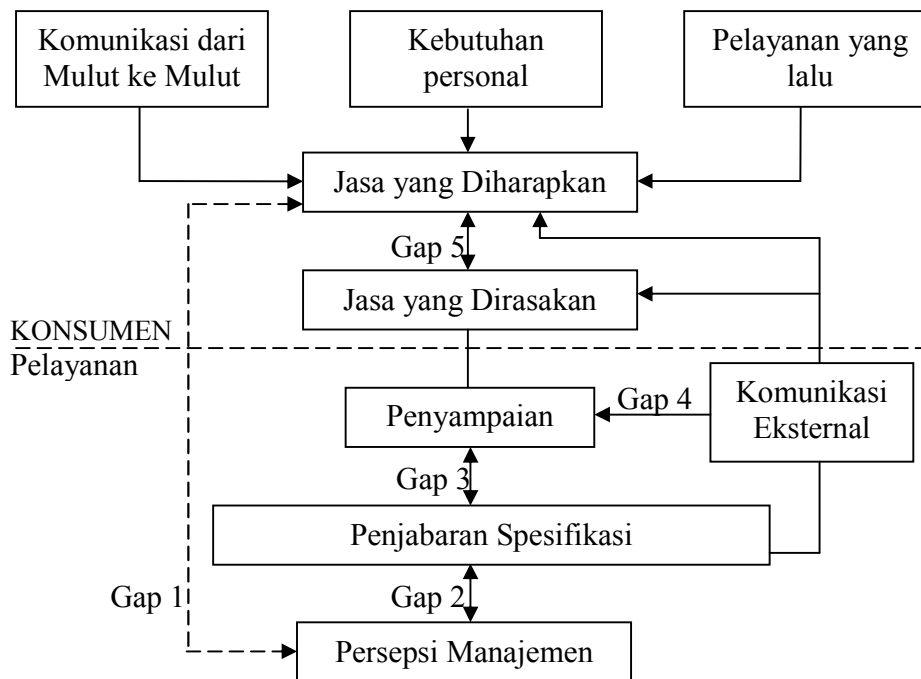 Komunikasi dari
Mulut ke Mulut
Kebutuhan
personal
Pelayanan yang
lalu
Jasa yang Diharapkan
Gap 5
Jasa yang Dirasakan
KONSUMEN
Pelayanan
Penyampaian
Gap 4
Komunikasi
Eksternal
Gap 3
Penjabaran Spesifikasi
Gap 1
Gap 2
Persepsi Manajemen